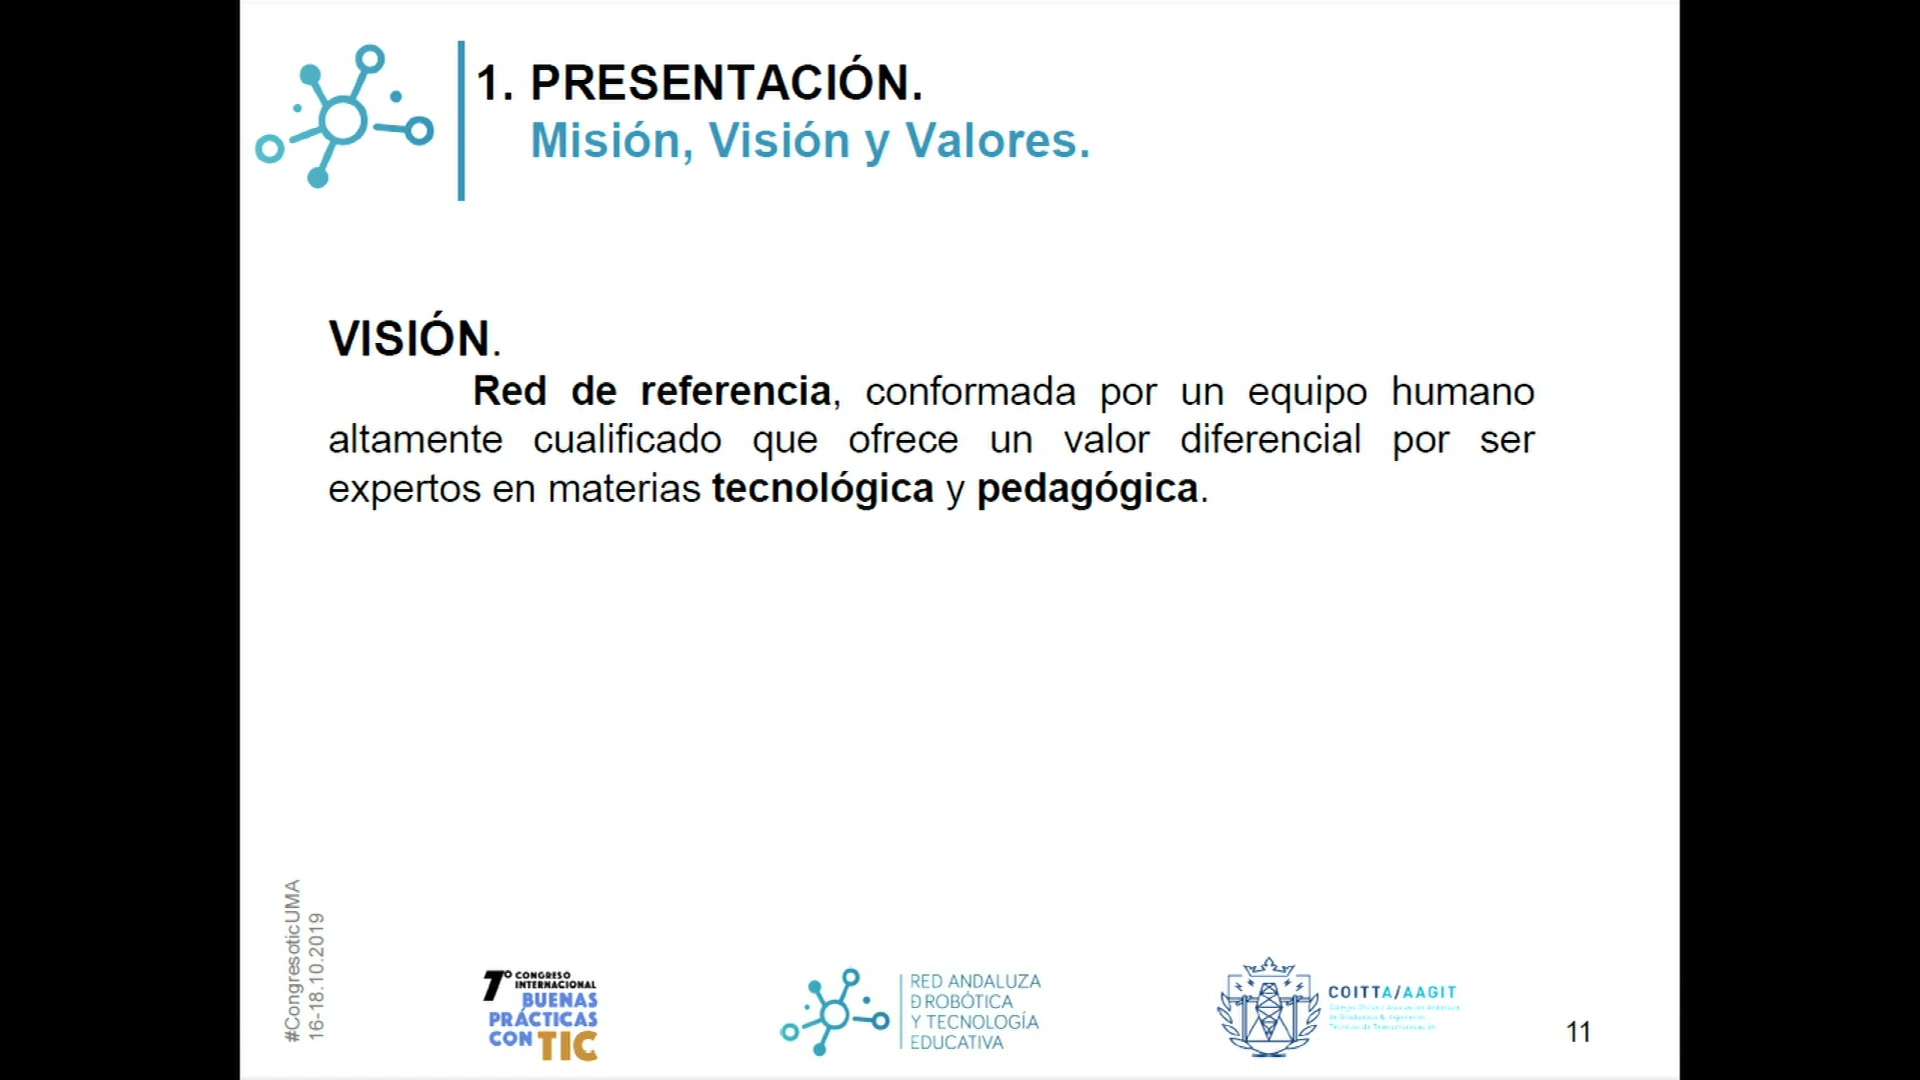 1. PRESENTACIÓN.
Misión, Visión y Valores.
VISIÓN.
Red de referencia, conformada por un equipo humano
altamente cualificado que ofrece un valor diferencial por ser
expertos en materias tecnológica y pedagógica.
#CongresoticUMA
16-18.10.2019
7º CONGRESO
INTERNACIONAL
BUENAS
PRÁCTICAS
CON TIC
RED ANDALUZA
D ROBÓTICA
Y TECNOLOGÍA
EDUCATIVA
COITTA/AAGIT
11